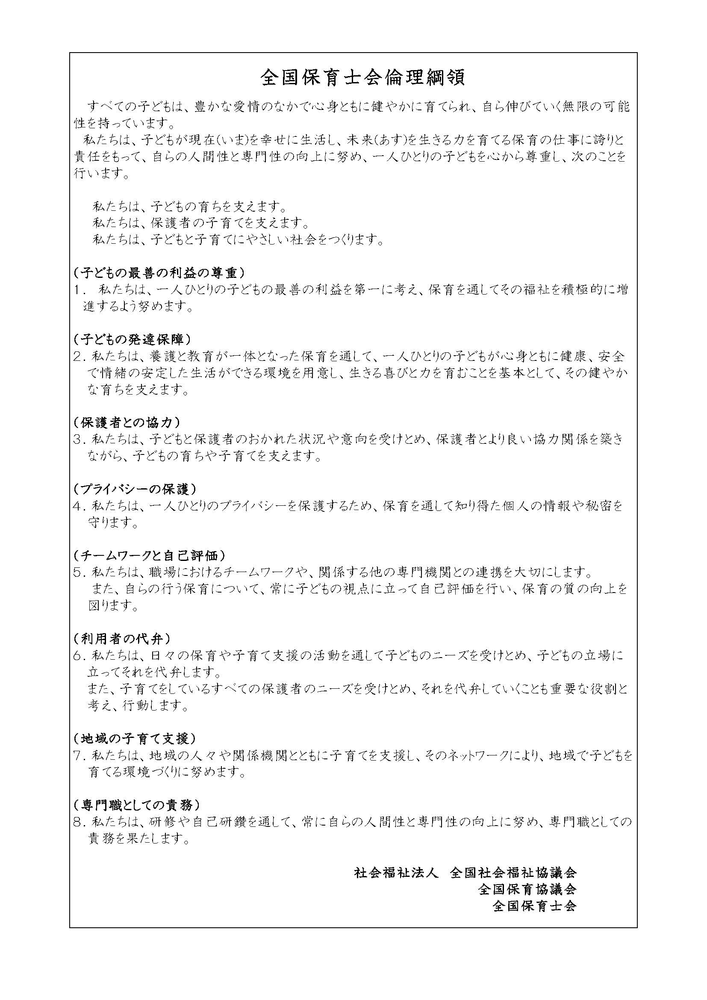 全国保育士会倫理綱領
すべての子どもは、豊かな愛情のなかで心身ともに健やかに育てられ、自ら伸びていく無限の可能
性を持っています。
私たちは、子どもが現在(いま)を幸せに生活し、未来(あす)を生きる力を育てる保育の仕事に誇りと
責任をもって、自らの人間性と専門性の向上に努め、一人ひとりの子どもを心から尊重し、次のことを
行います。
私たちは、子どもの育ちを支えます。
私たちは、保護者の子育てを支えます。
私たちは、子どもと子育てにやさしい社会をつくります。
(子どもの最善の利益の尊重)
1. 私たちは、一人ひとりの子どもの最善の利益を第一に考え、保育を通してその福祉を積極的に増
進するよう努めます。
(子どもの発達保障)
2. 私たちは、養護と教育が一体となった保育を通して、一人ひとりの子どもが心身ともに健康、安全
で情緒の安定した生活ができる環境を用意し、生きる喜びと力を育むことを基本として、その健やか
な育ちを支えます。
(保護者との協力)
3. 私たちは、子どもと保護者のおかれた状況や意向を受けとめ、保護者とより良い協力関係を築き
ながら、子どもの育ちや子育てを支えます。
(プライバシーの保護)
4. 私たちは、一人ひとりのプライバシーを保護するため、保育を通して知り得た個人の情報や秘密を
守ります。
(チームワークと自己評価)
5. 私たちは、職場におけるチームワークや、関係する他の専門機関との連携を大切にします。
また、自らの行う保育について、常に子どもの視点に立って自己評価を行い、保育の質の向上を
図ります。
(利用者の代弁)
6. 私たちは、日々の保育や子育て支援の活動を通して子どものニーズを受けとめ、子どもの立場に
立ってそれを代弁します。
また、子育てをしているすべての保護者のニーズを受けとめ、それを代弁していくことも重要な役割と
考え、行動します。
(地域の子育て支援)
7. 私たちは、地域の人々や関係機関とともに子育てを支援し、そのネットワークにより、地域で子どもを
育てる環境づくりに努めます。
(専門職としての責務)
8. 私たちは、研修や自己研鑽を通して、常に自らの人間性と専門性の向上に努め、専門職としての
責務を果たします。
社会福祉法人 全国社会福祉協議会
全国保育協議会
全国保育士会